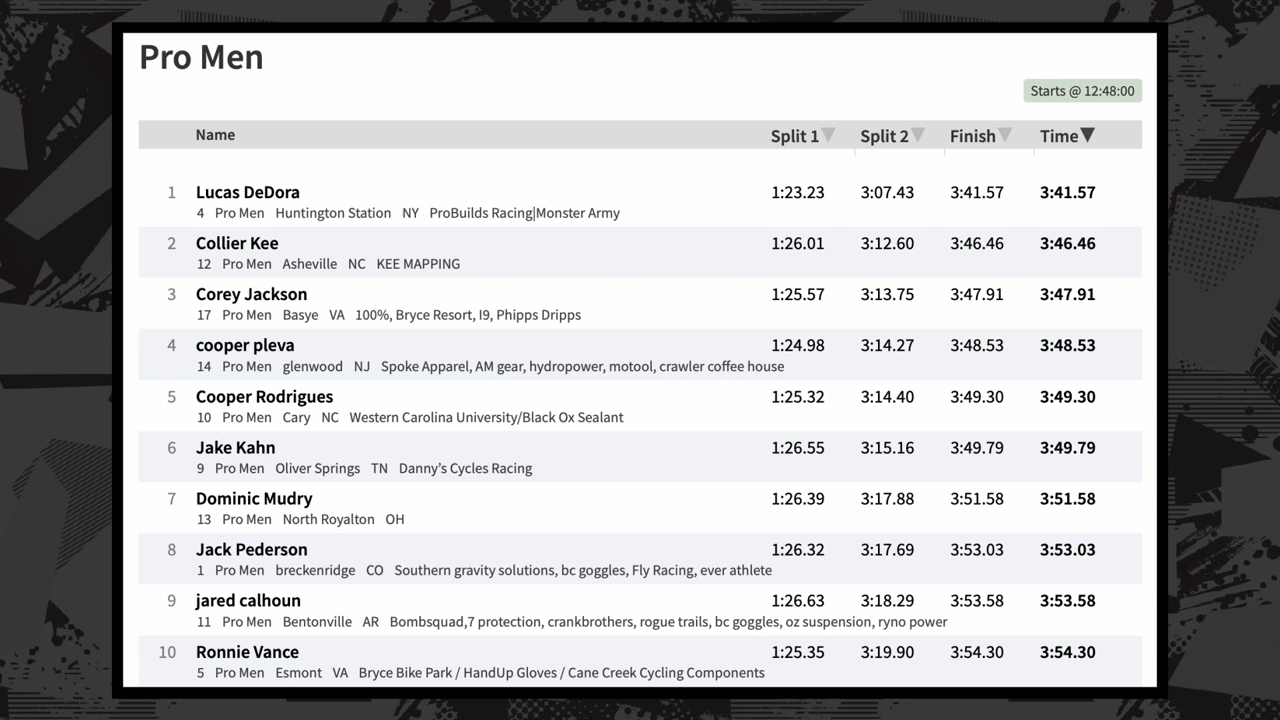 Pro Men
Starts @ 12:48:00
Name Split 1 Split 2 Finish Time
1 Lucas DeDora 1:23.23 3:07.43 3:41.57 3:41.57
4 Pro Men Huntington Station NY ProBuilds Racing|Monster Army
2 Collier Kee 1:26.01 3:12.60 3:46.46 3:46.46
12 Pro Men Asheville NC KEE MAPPING
3 Corey Jackson 1:25.57 3:13.75 3:47.91 3:47.91
17 Pro Men Basye VA 100%, Bryce Resort, I9, Phipps Dripps
4 cooper pleva 1:24.98 3:14.27 3:48.53 3:48.53
14 Pro Men glenwood NJ Spoke Apparel, AM gear, hydropower, motool, crawler coffee house
5 Cooper Rodrigues 1:25.32 3:14.40 3:49.30 3:49.30
10 Pro Men Cary NC Western Carolina University/Black Ox Sealant
6 Jake Kahn 1:26.55 3:15.16 3:49.79 3:49.79
9 Pro Men Oliver Springs TN Danny’s Cycles Racing
7 Dominic Mudry 1:26.39 3:17.88 3:51.58 3:51.58
13 Pro Men North Royalton OH
8 Jack Pederson 1:26.32 3:17.69 3:53.03 3:53.03
1 Pro Men breckenridge CO Southern gravity solutions, bc goggles, Fly Racing, ever athlete
9 jared calhoun 1:26.63 3:18.29 3:53.58 3:53.58
11 Pro Men Bentonville AR Bombsquad,7 protection, crankbrothers, rogue trails, bc goggles, oz suspension, ryno power
10 Ronnie Vance 1:25.35 3:19.90 3:54.30 3:54.30
5 Pro Men Esmont VA Bryce Bike Park / HandUp Gloves / Cane Creek Cycling Components